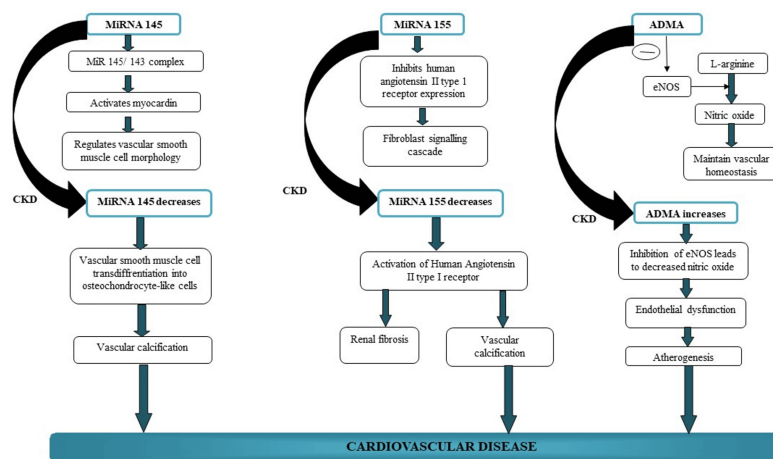 MiRNA 145
MiR 145/ 143 complex
Activates myocardin
Regulates vascular smooth
muscle cell morphology
CKD
MiRNA 145 decreases
Vascular smooth muscle cell
transdiffrentiation into
osteochondrocyte-like cells
Vascular calcification
MiRNA 155
Inhibits human
angiotensin II type 1
receptor expression
Fibroblast signalling
cascade
CKD
MiRNA 155 decreases
Activation of Human Angiotensin
II type I receptor
Renal fibrosis
Vascular
calcification
ADMA
L-arginine
eNOS
Nitric oxide
Maintain vascular
homeostasis
CKD
ADMA increases
Inhibition of eNOS leads
to decreased nitric oxide
Endothelial dysfunction
Atherogenesis
CARDIOVASCULAR DISEASE